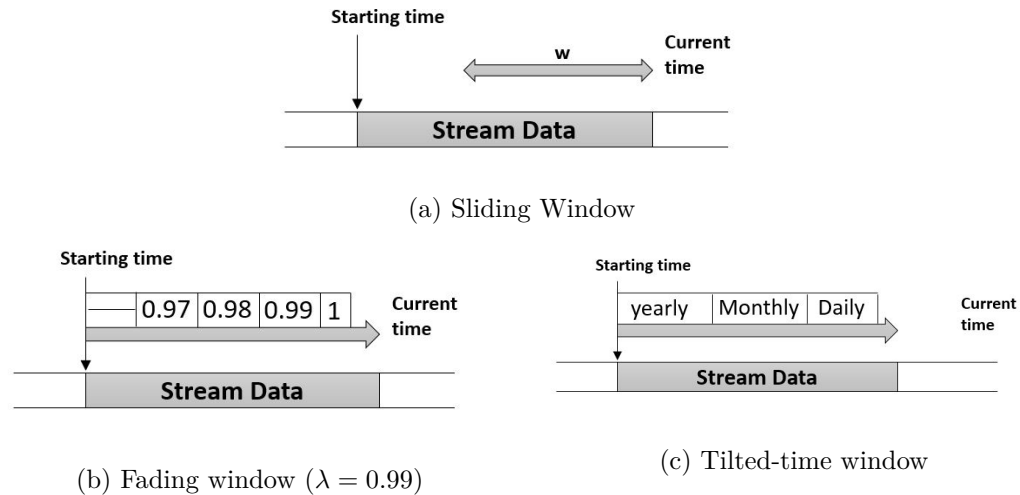 Starting time
w
Current
time
Stream Data
(a) Sliding Window
Starting time
0.97 0.98 0.99 1
Current
time
Stream Data
(b) Fading window (λ = 0.99)
Starting time
yearly Monthly Daily
Current
time
Stream Data
(c) Tilted-time window